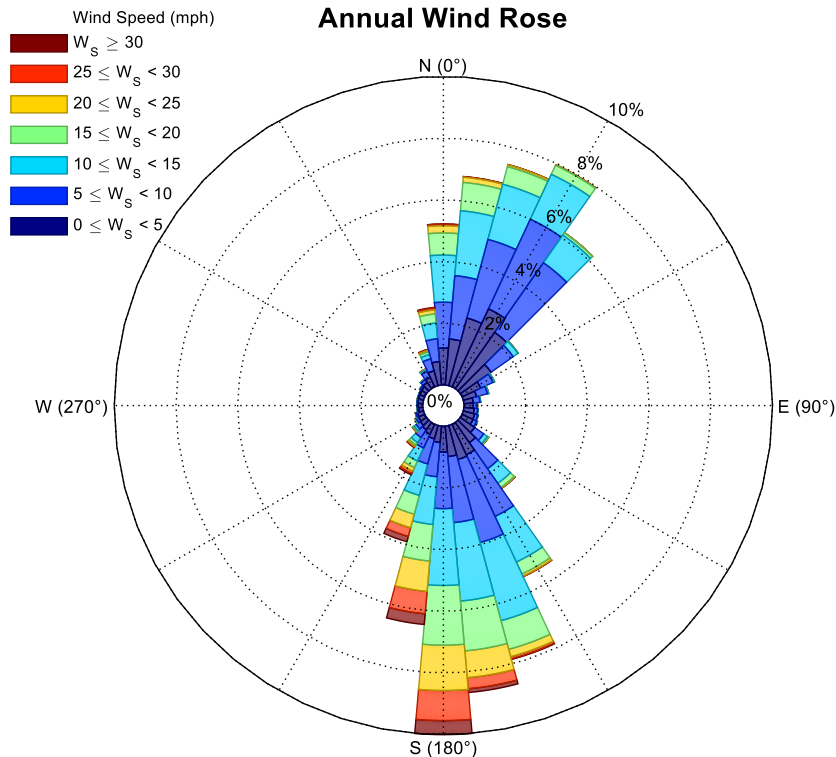 Annual Wind Rose
Wind Speed (mph)
W_S ≥ 30
25 ≤ W_S < 30
20 ≤ W_S < 25
15 ≤ W_S < 20
10 ≤ W_S < 15
5 ≤ W_S < 10
0 ≤ W_S < 5
N (0°)
10%
8%
6%
4%
2%
0%
W (270°)
E (90°)
S (180°)